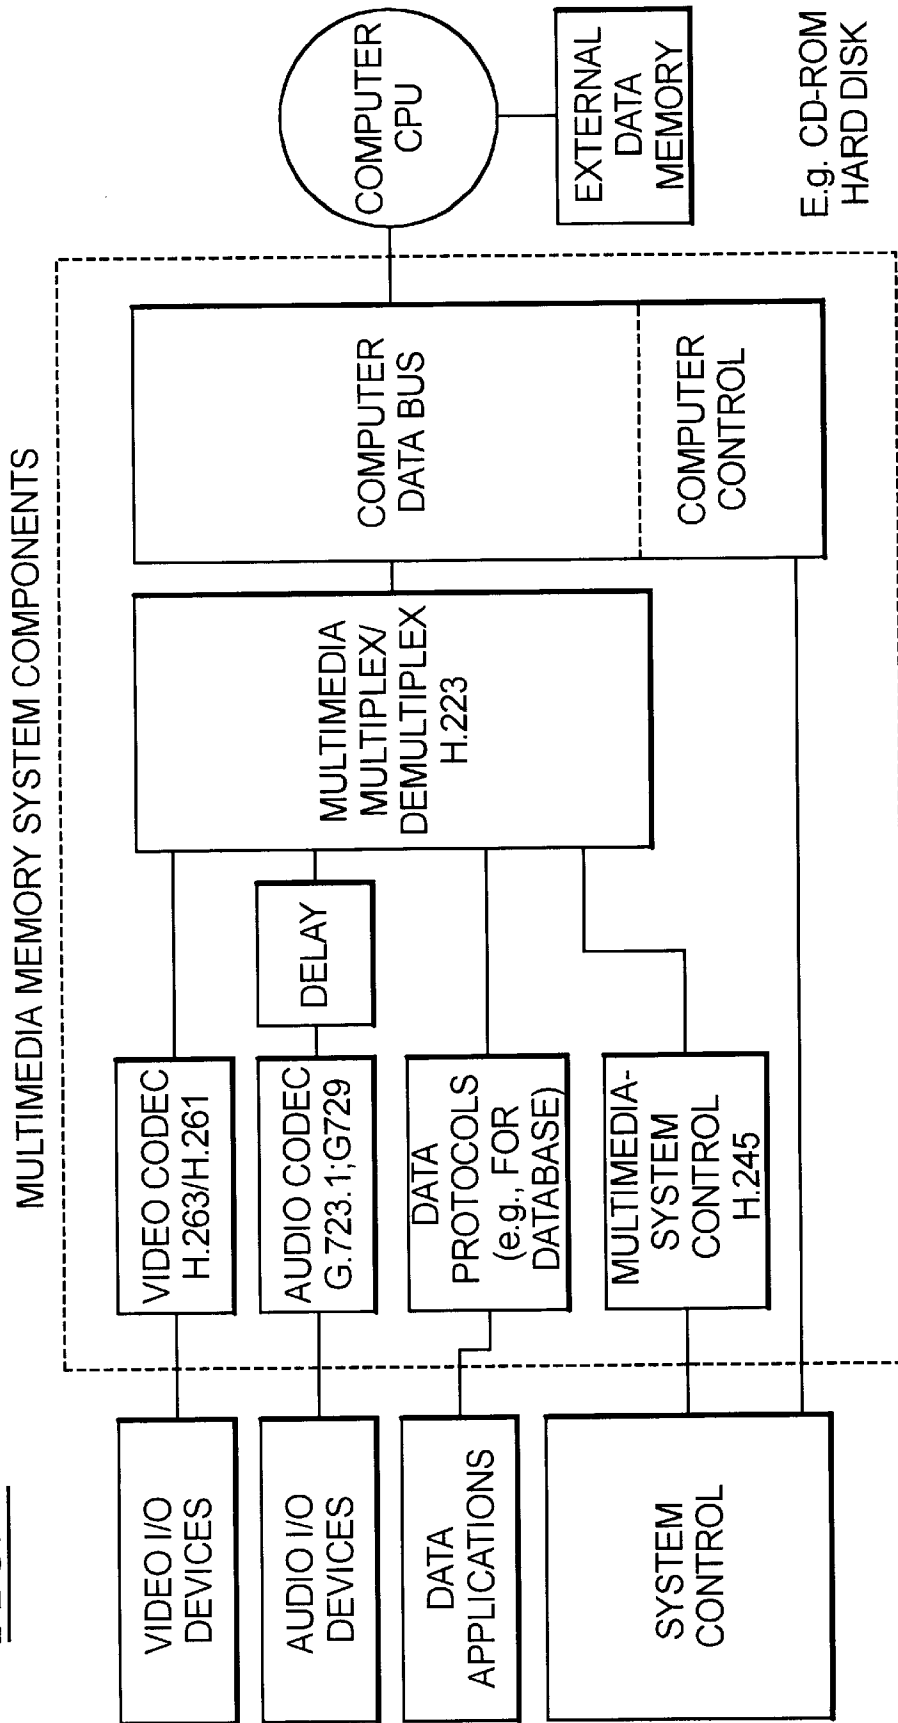 MULTIMEDIA MEMORY SYSTEM COMPONENTS
VIDEO I/O
DEVICES
VIDEO CODEC
H.263/H.261
AUDIO I/O
DEVICES
AUDIO CODEC
G.723.1;G729
DELAY
DATA
APPLICATIONS
DATA
PROTOCOLS
(e.g., FOR
DATABASE)
SYSTEM
CONTROL
MULTIMEDIA-
SYSTEM
CONTROL
H.245
MULTIMEDIA
MULTIPLEX/
DEMULTIPLEX
H.223
COMPUTER
DATA BUS
COMPUTER
CONTROL
COMPUTER
CPU
EXTERNAL
DATA
MEMORY
E.g. CD-ROM
HARD DISK